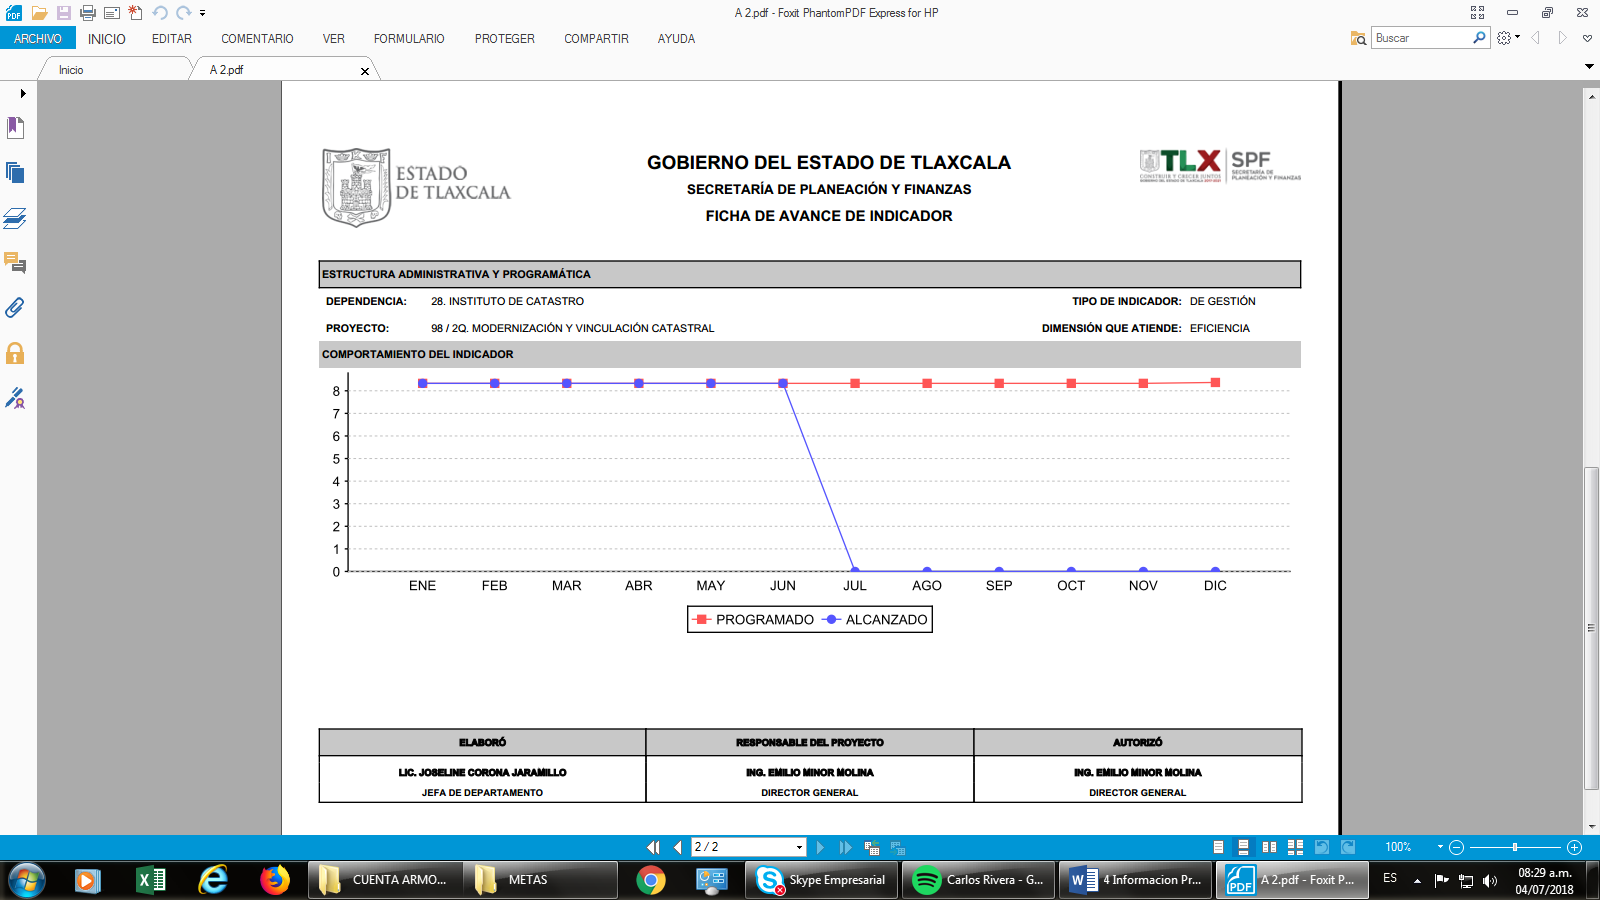 A 2.pdf - Foxit PhantomPDF Express for HP
ARCHIVO INICIO EDITAR COMENTARIO VER FORMULARIO PROTEGER COMPARTIR AYUDA
Buscar
Inicio A 2.pdf
ESTADO
DE TLAXCALA
GOBIERNO DEL ESTADO DE TLAXCALA
SECRETARÍA DE PLANEACIÓN Y FINANZAS
FICHA DE AVANCE DE INDICADOR
TLX
CONSTRUIR Y CRECER JUNTOS
SPF
SECRETARÍA DE
PLANEACIÓN Y FINANZAS
ESTRUCTURA ADMINISTRATIVA Y PROGRAMÁTICA
DEPENDENCIA: 28. INSTITUTO DE CATASTRO TIPO DE INDICADOR: DE GESTIÓN
PROYECTO: 98 / 2Q. MODERNIZACIÓN Y VINCULACIÓN CATASTRAL DIMENSIÓN QUE ATIENDE: EFICIENCIA
COMPORTAMIENTO DEL INDICADOR
8
7
6
5
4
3
2
1
0
ENE FEB MAR ABR MAY JUN JUL AGO SEP OCT NOV DIC
PROGRAMADO ALCANZADO
ELABORÓ RESPONSABLE DEL PROYECTO AUTORIZÓ
LIC. JOSELINE CORONA JARAMILLO ING. EMILIO MINOR MOLINA ING. EMILIO MINOR MOLINA
JEFA DE DEPARTAMENTO DIRECTOR GENERAL DIRECTOR GENERAL
2 / 2
100%
CUENTA ARMO... METAS Skype Empresarial Carlos Rivera - G... 4 Informacion Pr... A 2.pdf - Foxit P... ES
08:29 a.m.
04/07/2018